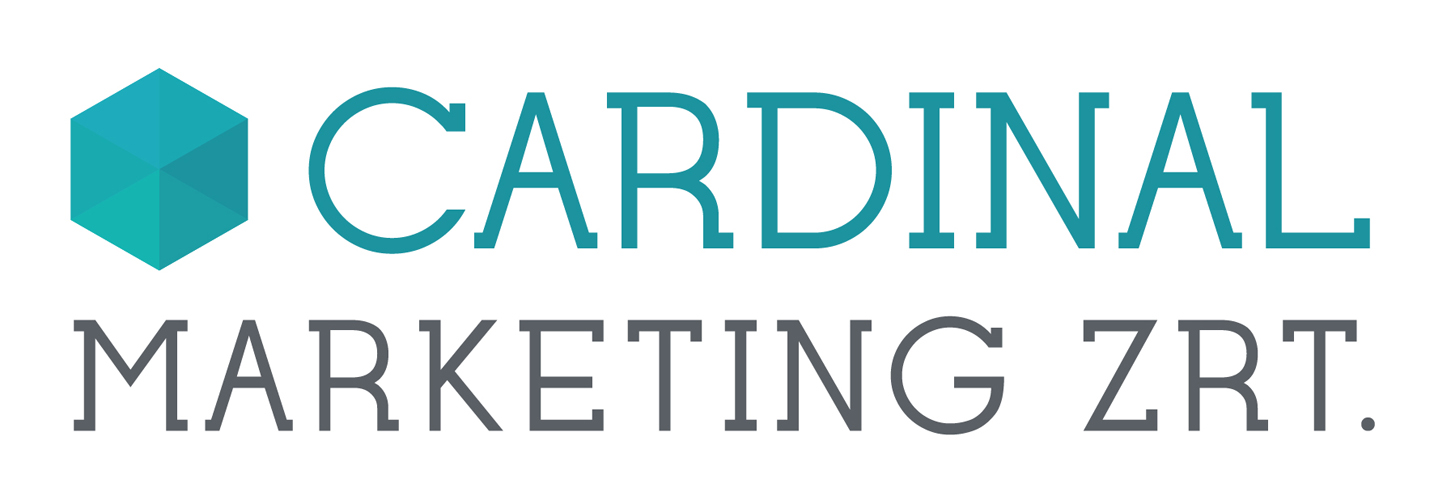 CARDINAL
MARKETING ZRT.